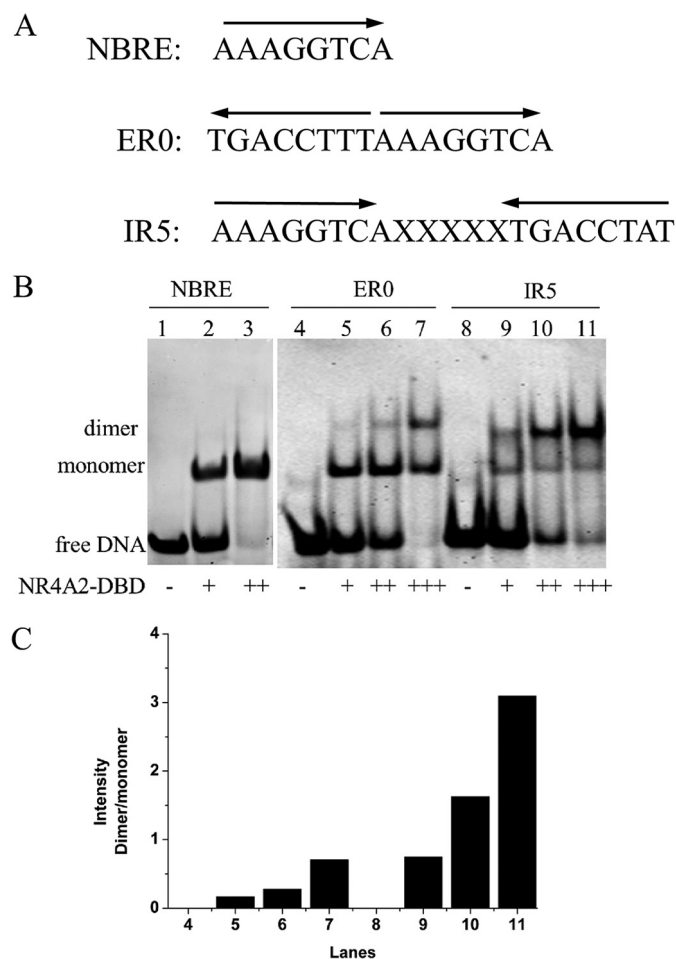 A
NBRE: AAAGGTCA
ER0: TGACCTTTAAAGGTCA
IR5: AAAGGTCAXXXXXTGACCTAT
B
NBRE ER0 IR5
1 2 3 4 5 6 7 8 9 10 11
dimer
monomer
free DNA
NR4A2-DBD - + ++ - + ++ +++ - + ++ +++
C
Intensity
Dimer/monomer
4
3
2
1
0
4 5 6 7 8 9 10 11
Lanes